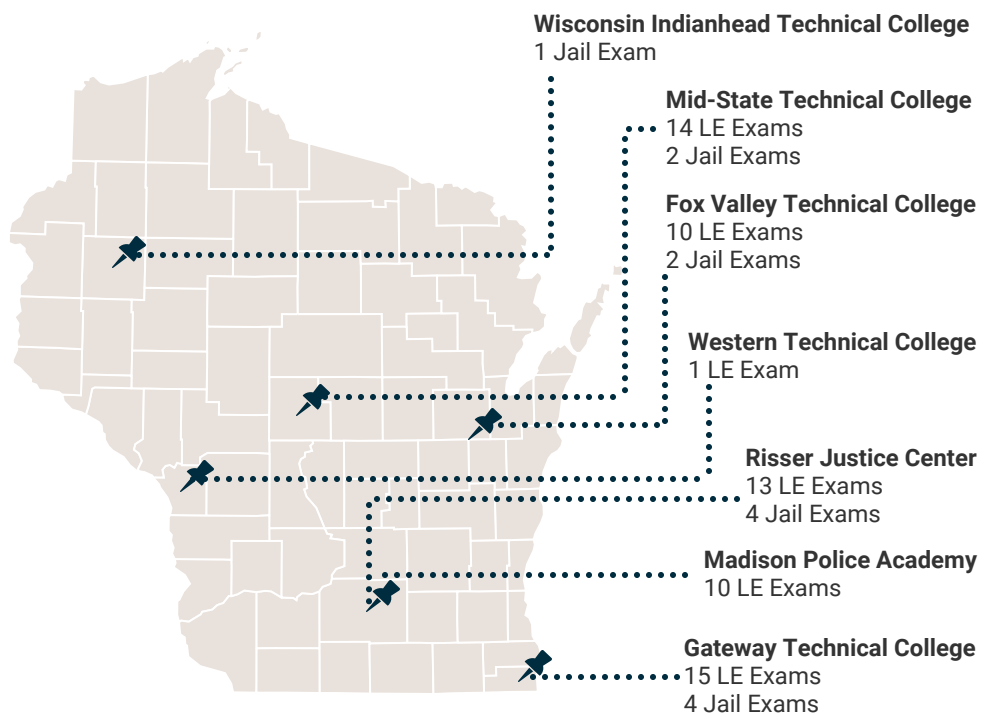 Wisconsin Indianhead Technical College
1 Jail Exam
Mid-State Technical College
14 LE Exams
2 Jail Exams
Fox Valley Technical College
10 LE Exams
2 Jail Exams
Western Technical College
1 LE Exam
Risser Justice Center
13 LE Exams
4 Jail Exams
Madison Police Academy
10 LE Exams
Gateway Technical College
15 LE Exams
4 Jail Exams